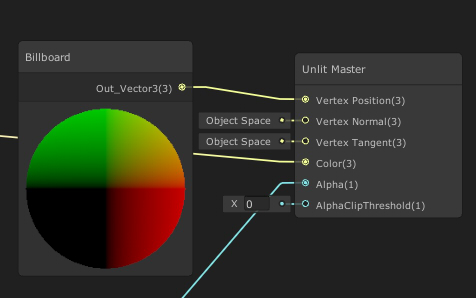 Billboard
Out_Vector3(3)
Unlit Master
Vertex Position(3)
Object Space
Vertex Normal(3)
Object Space
Vertex Tangent(3)
Color(3)
Alpha(1)
X 0
AlphaClipThreshold(1)